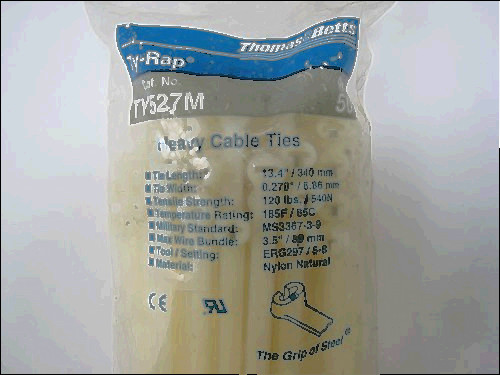 Thomas & Betts
Ty-Rap®
Cat. No.
TY527M
Heavy Cable Ties
Tie Length: 13.4" / 340 mm
Tie Width: 0.270" / 6.86 mm
Tensile Strength: 120 lbs. / 540N
Temperature Rating: 185F / 85C
Military Standard: MS3367-3-9
Max Wire Bundle: 3.5" / 89 mm
Tool / Setting: ERG297 / 5-8
Material: Nylon Natural
CE
The Grip of Steel®